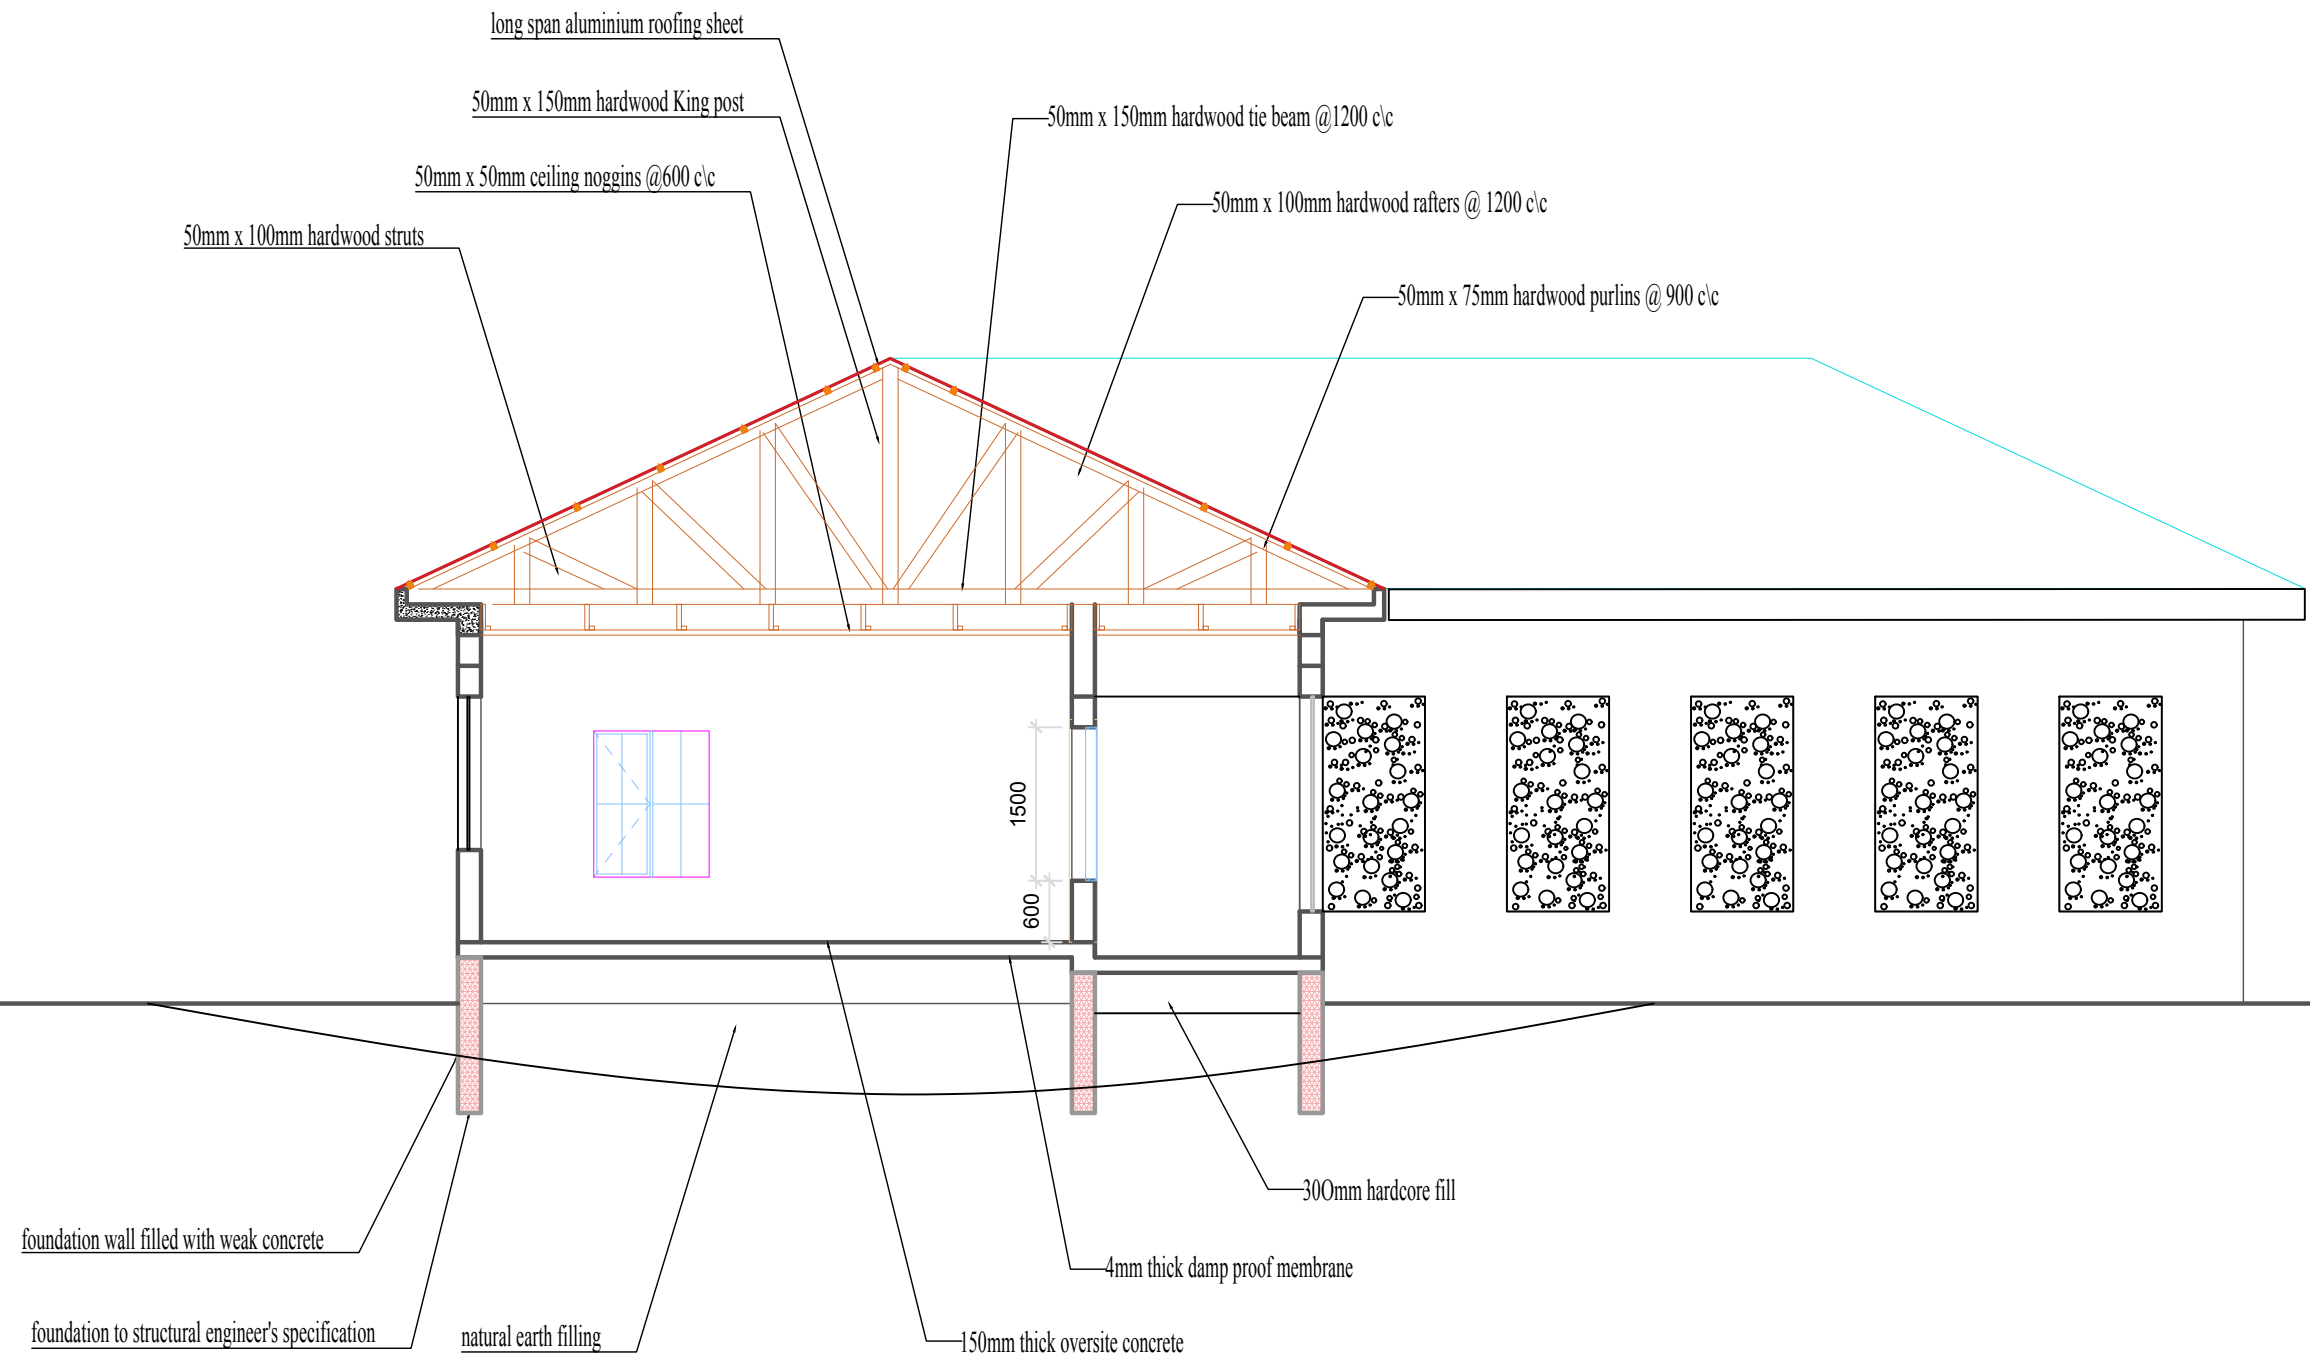 long span aluminium roofing sheet
50mm x 150mm hardwood King post
50mm x 150mm hardwood tie beam @1200 c\c
50mm x 50mm ceiling noggins @600 c\c
50mm x 100mm hardwood rafters @ 1200 c\c
50mm x 100mm hardwood struts
50mm x 75mm hardwood purlins @ 900 c\c
1500
600
30Omm hardcore fill
foundation wall filled with weak concrete
4mm thick damp proof membrane
foundation to structural engineer's specification
natural earth filling
150mm thick oversite concrete